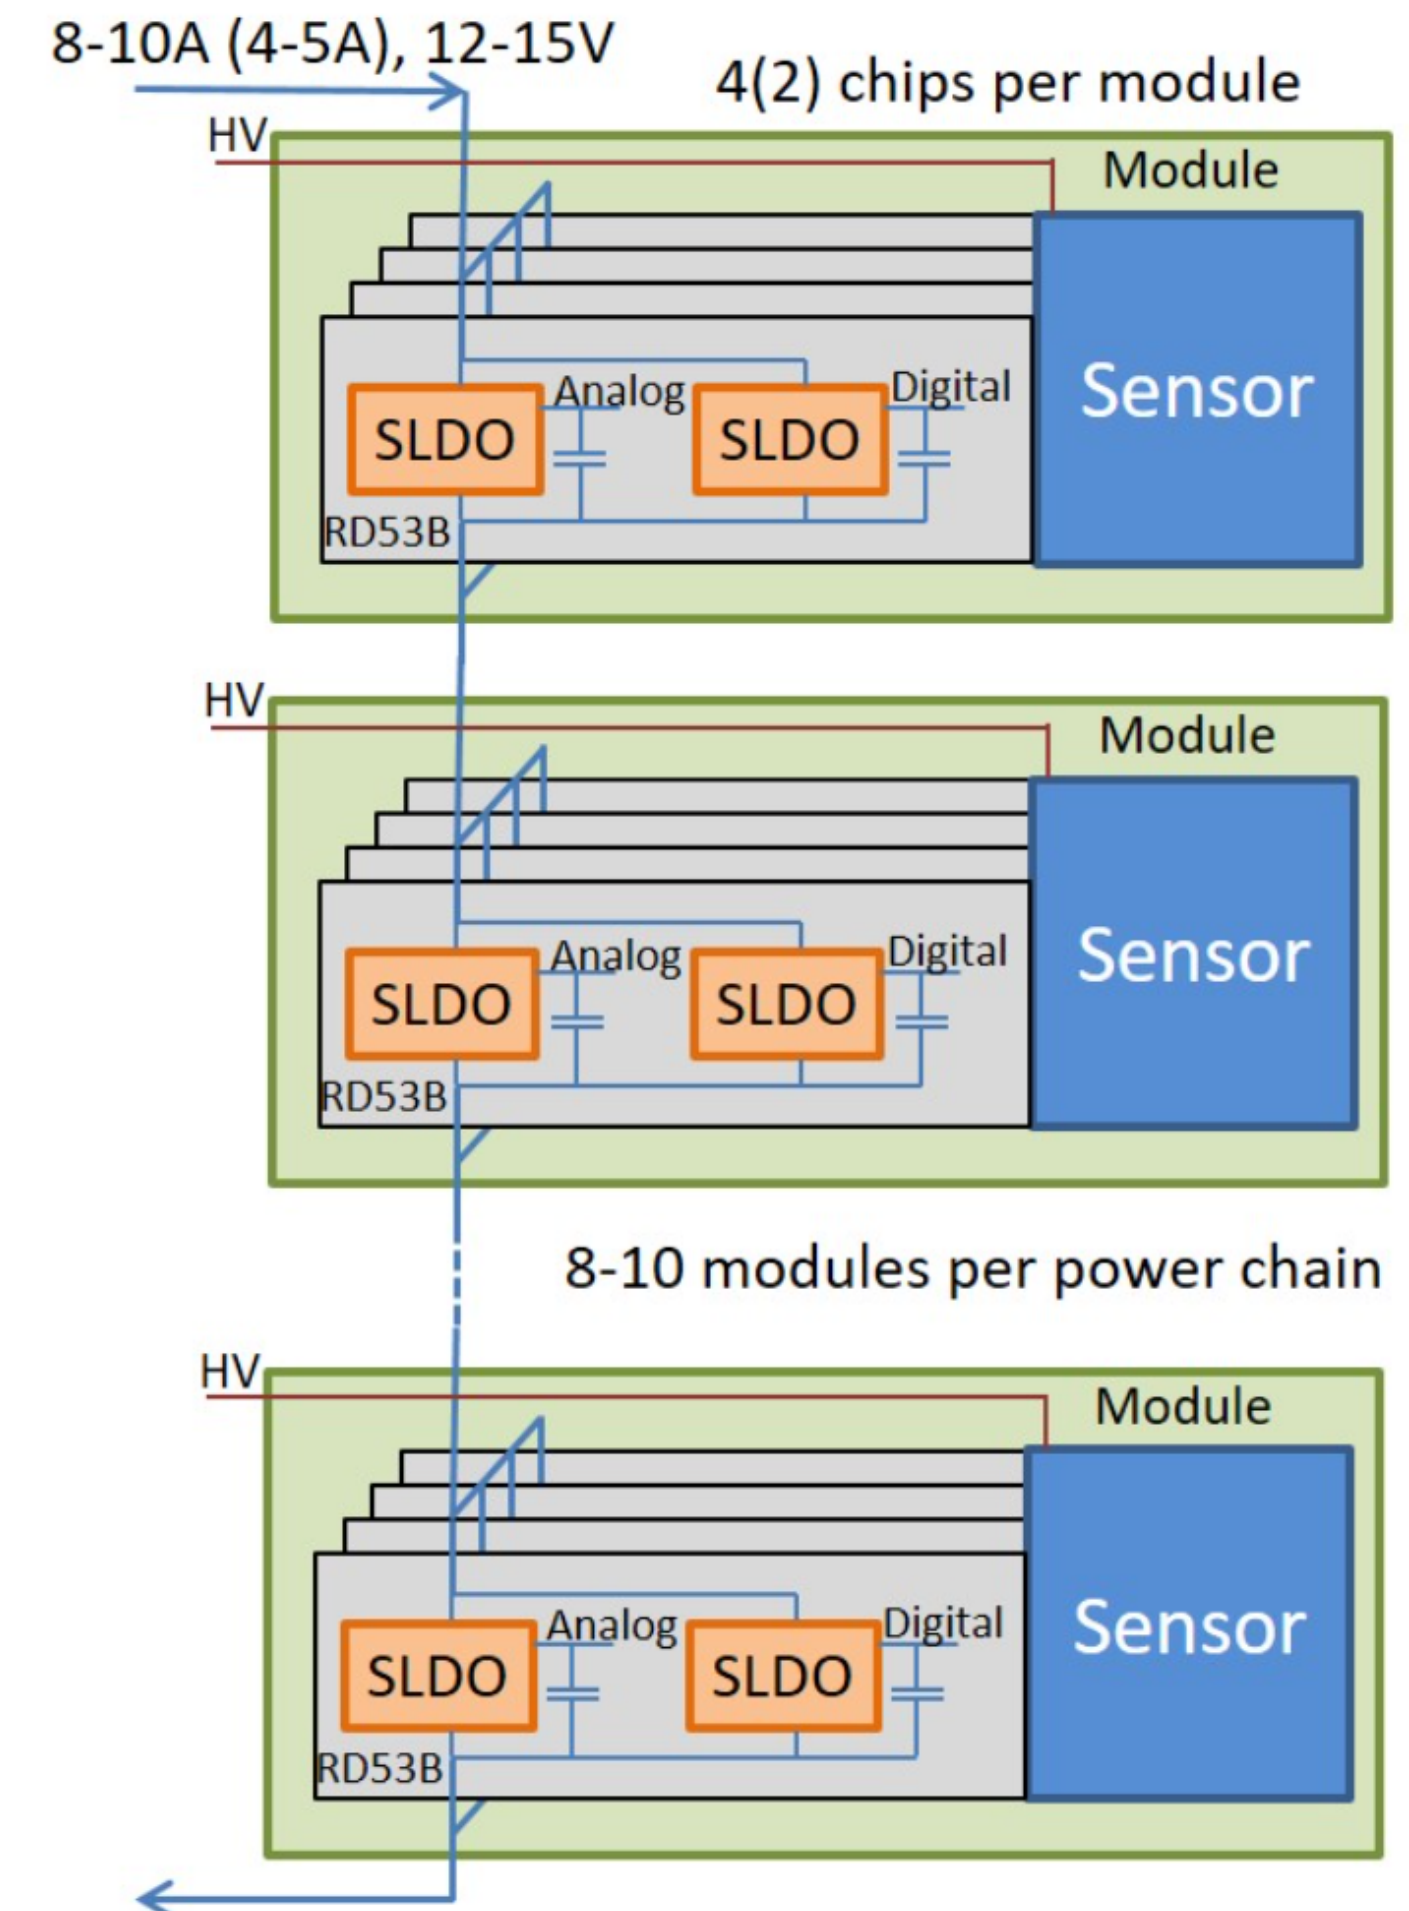 8-10A (4-5A), 12-15V
4(2) chips per module
HV
Module
Analog
Digital
SLDO
SLDO
Sensor
RD53B
HV
Module
Analog
Digital
SLDO
SLDO
Sensor
RD53B
8-10 modules per power chain
HV
Module
Analog
Digital
SLDO
SLDO
Sensor
RD53B